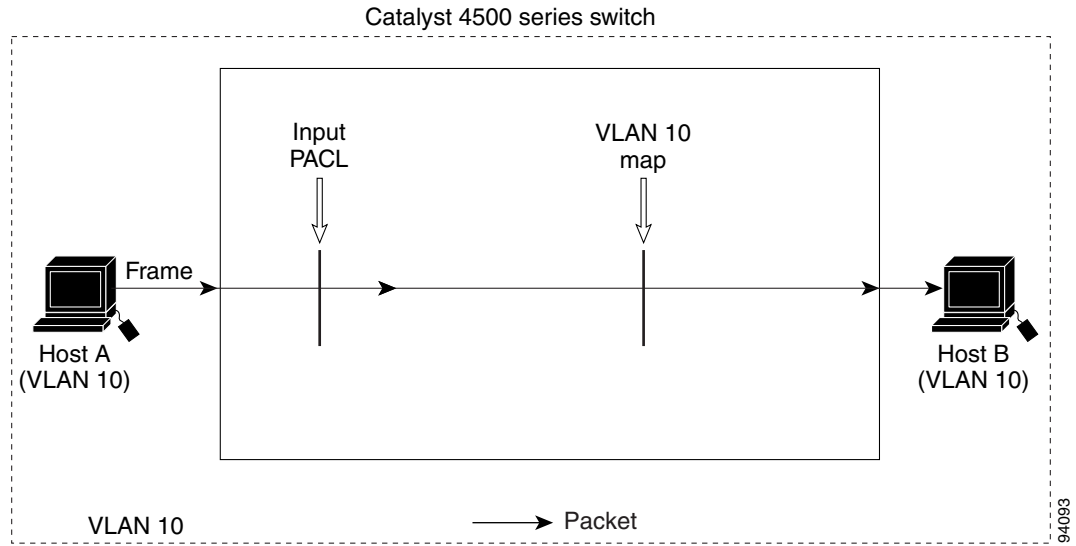 Catalyst 4500 series switch
Input
PACL
VLAN 10
map
Frame
Host A
(VLAN 10)
Host B
(VLAN 10)
VLAN 10
Packet
94093